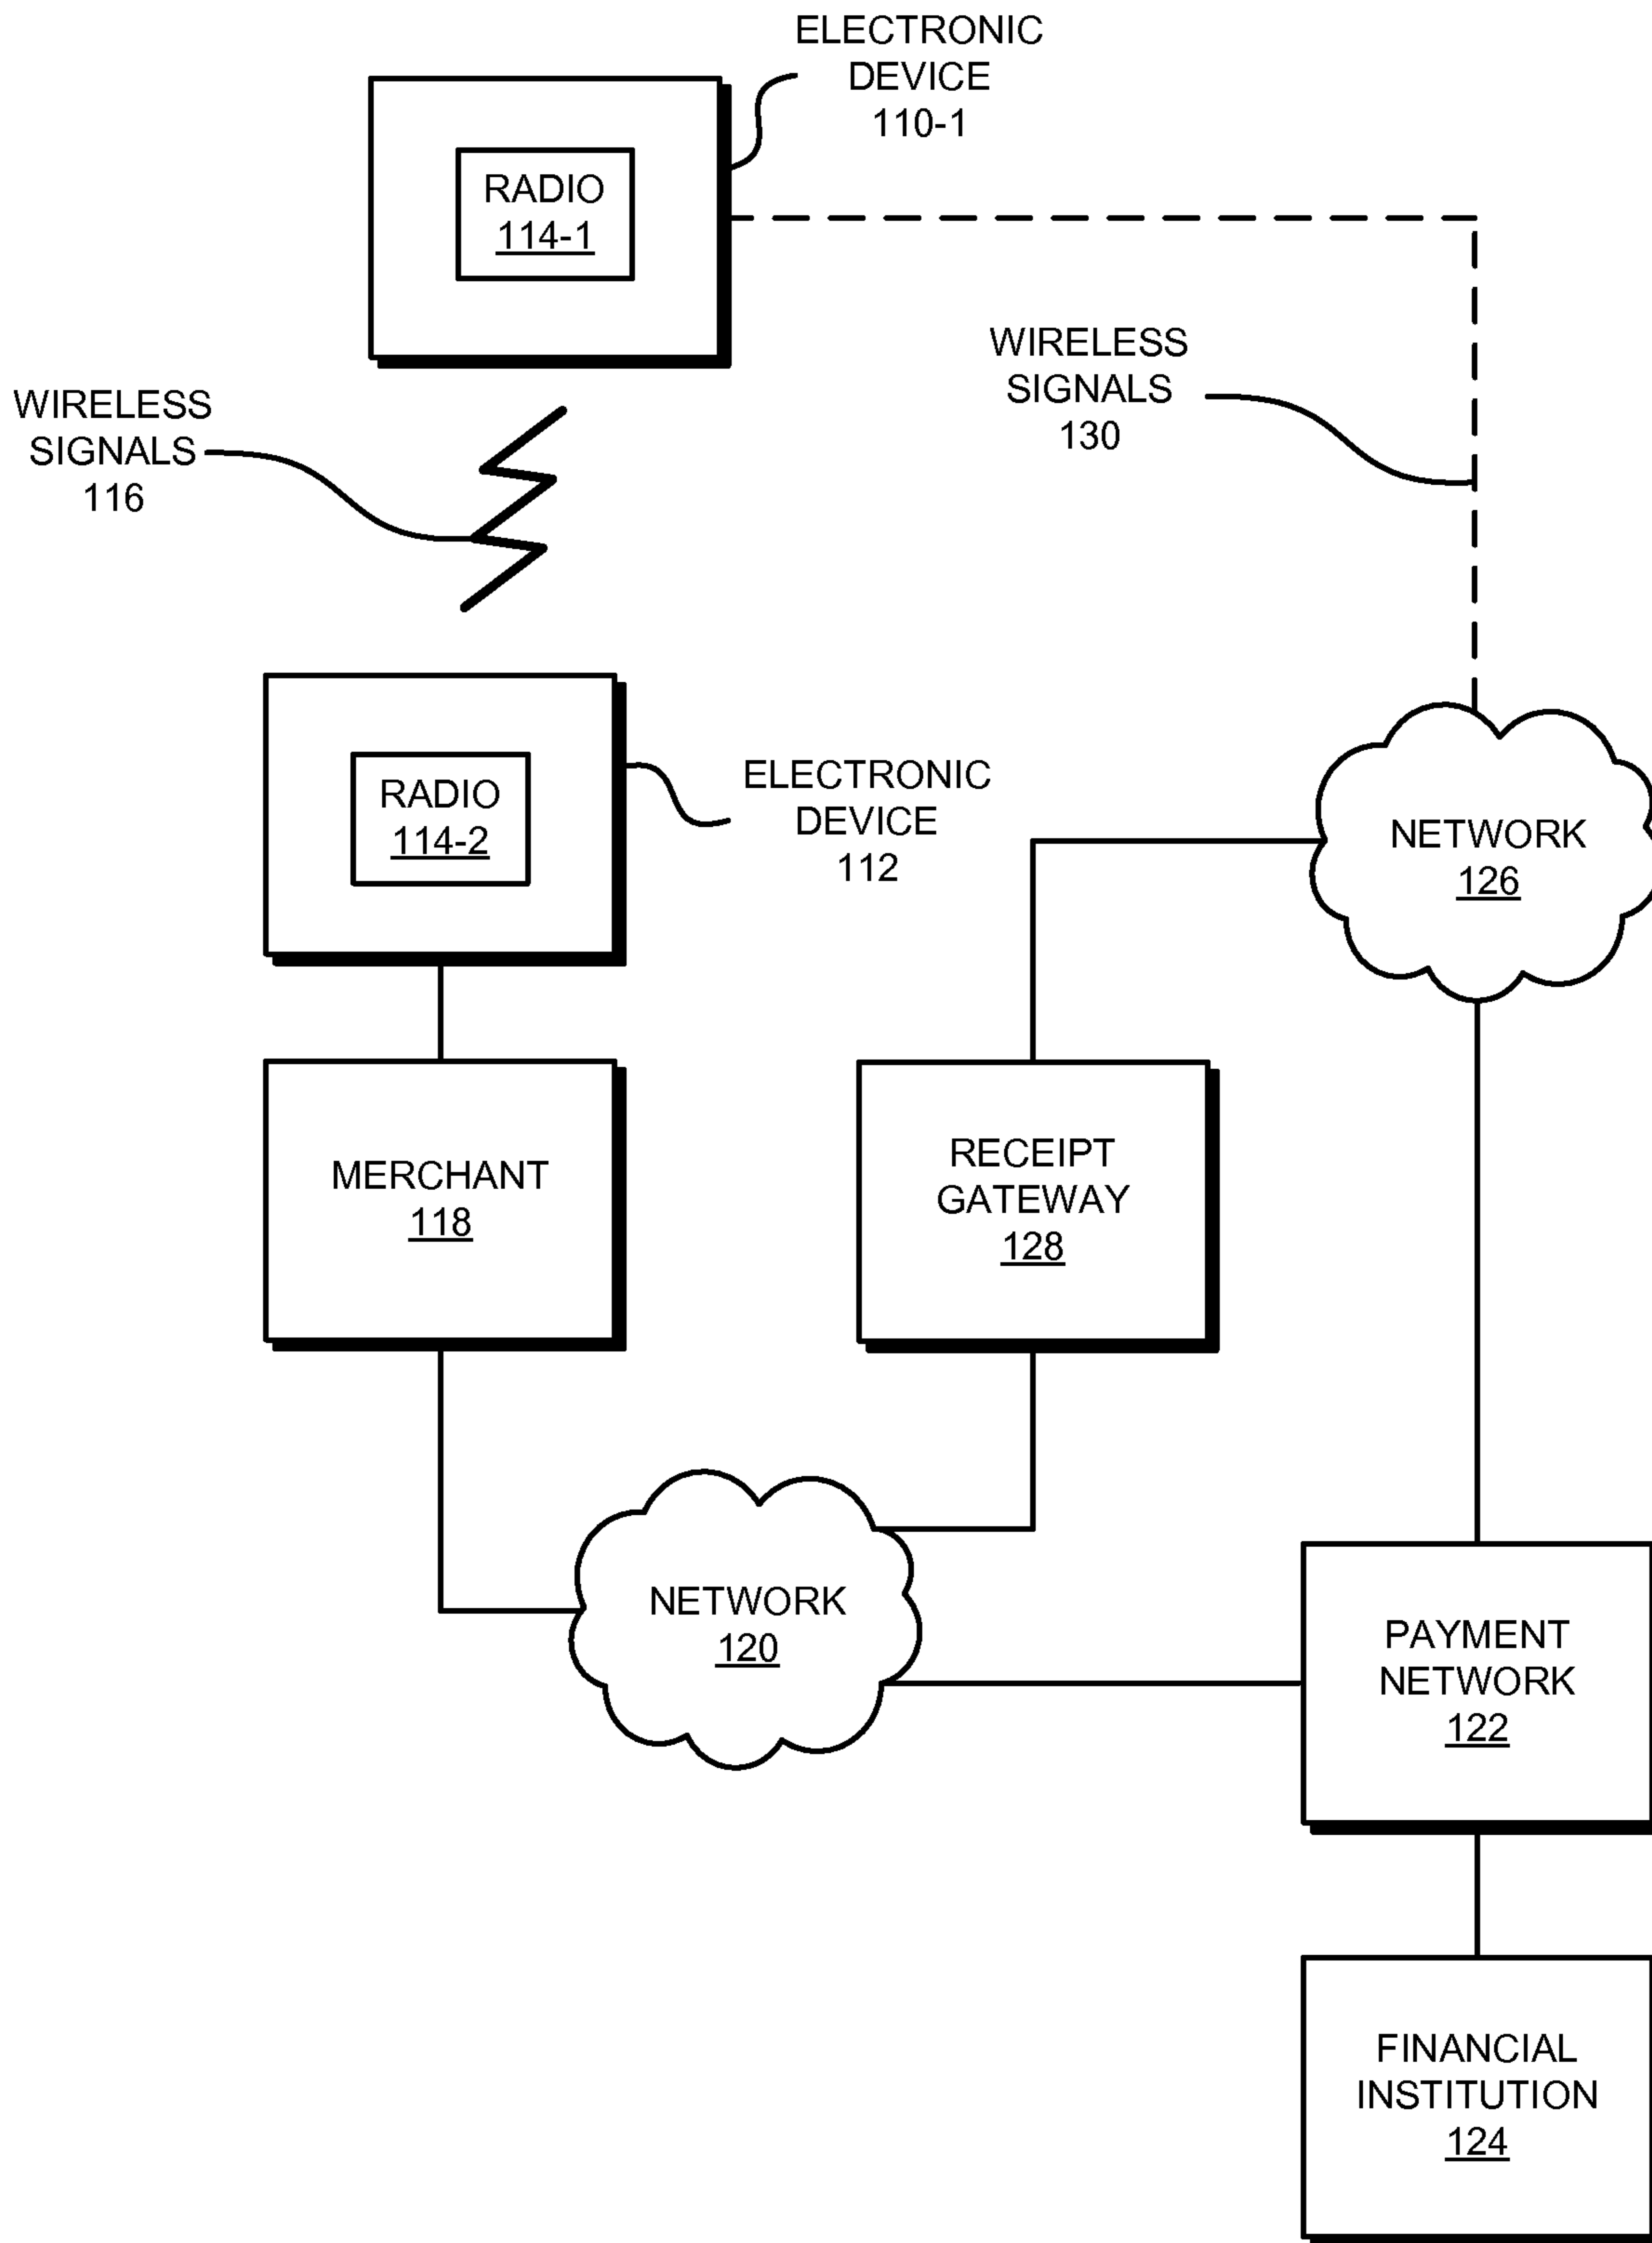 ELECTRONIC
DEVICE
110-1
RADIO
114-1
WIRELESS
SIGNALS
130
WIRELESS
SIGNALS
116
RADIO
114-2
ELECTRONIC
DEVICE
112
NETWORK
126
MERCHANT
118
RECEIPT
GATEWAY
128
NETWORK
120
PAYMENT
NETWORK
122
FINANCIAL
INSTITUTION
124